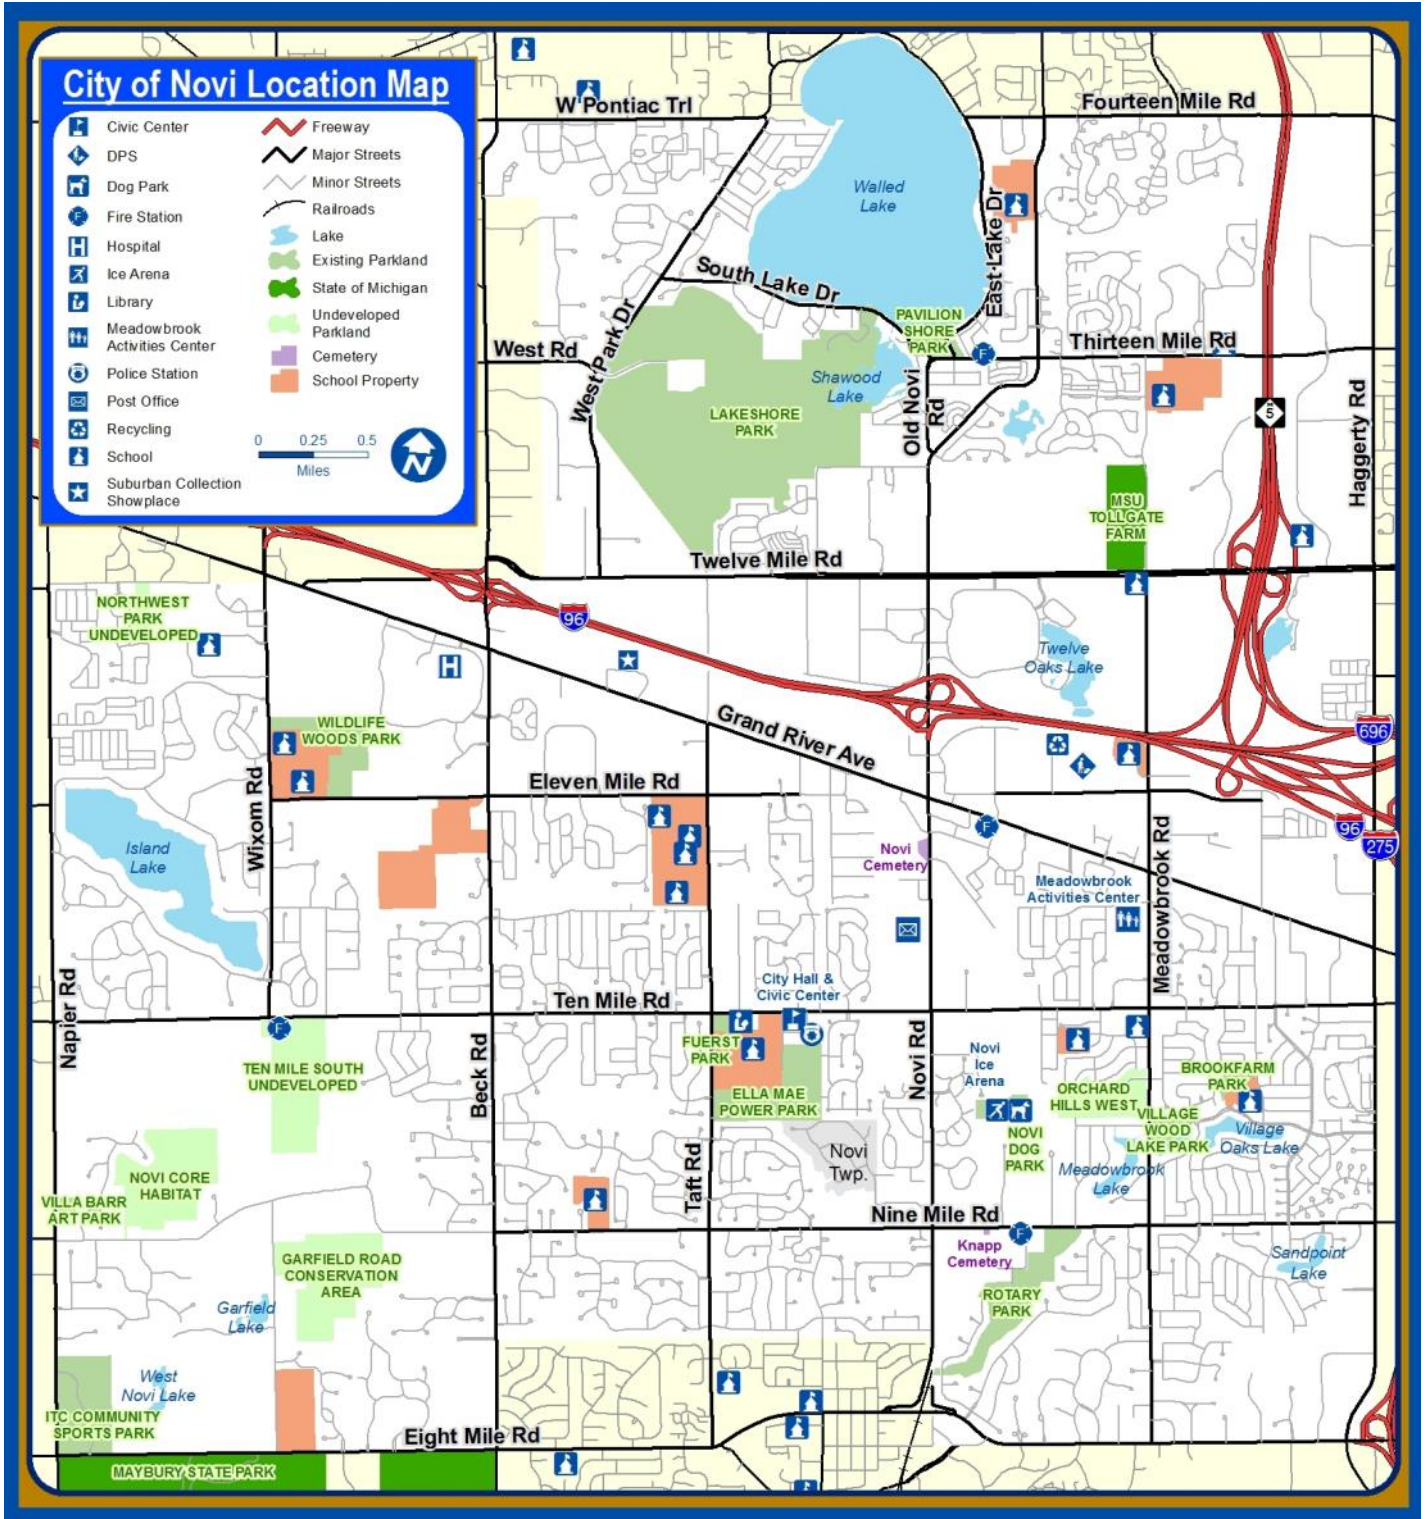 City of Novi Location Map
Civic Center
DPS
Dog Park
Fire Station
Hospital
Ice Arena
Library
Meadowbrook
Activities Center
Police Station
Post Office
Recycling
School
Suburban Collection
Showplace
Freeway
Major Streets
Minor Streets
Railroads
Lake
Existing Parkland
State of Michigan
Undeveloped
Parkland
Cemetery
School Property
0 0.25 0.5
Miles
N
W Pontiac Trl
Fourteen Mile Rd
Walled
Lake
East Lake Dr
South Lake Dr
West Park Dr
West Rd
PAVILION
SHORE
PARK
F
Thirteen Mile Rd
Shawood
Lake
Old Novi
Rd
LAKESHORE
PARK
5
Haggerty Rd
MSU
TOLLGATE
FARM
Twelve Mile Rd
NORTHWEST
PARK
UNDEVELOPED
96
H
Twelve
Oaks Lake
WILDLIFE
WOODS PARK
Grand River Ave
696
Eleven Mile Rd
Wixom Rd
Island
Lake
Novi
Cemetery
F
96
275
Meadowbrook
Activities Center
Meadowbrook Rd
Napier Rd
Ten Mile Rd
City Hall &
Civic Center
F
TEN MILE SOUTH
UNDEVELOPED
Beck Rd
FUERST
PARK
ELLA MAE
POWER PARK
Novi Rd
Novi
Ice
Arena
NOVI
DOG
PARK
ORCHARD
HILLS WEST
BROOKFARM
PARK
VILLAGE
WOOD
LAKE PARK
Village
Oaks Lake
Meadowbrook
Lake
Novi
Twp.
Taft Rd
NOVI CORE
HABITAT
VILLA BARR
ART PARK
Nine Mile Rd
F
Knapp
Cemetery
ROTARY
PARK
Sandpoint
Lake
GARFIELD ROAD
CONSERVATION
AREA
Garfield
Lake
West
Novi Lake
ITC COMMUNITY
SPORTS PARK
Eight Mile Rd
MAYBURY STATE PARK